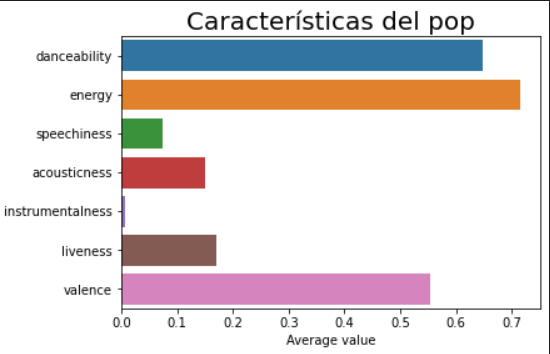 Características del pop
danceability
energy
speechiness
acousticness
instrumentalness
liveness
valence
0.0 0.1 0.2 0.3 0.4 0.5 0.6 0.7
Average value